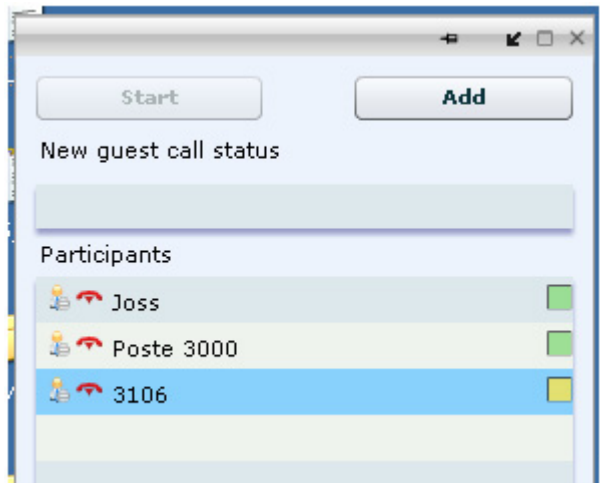 Start Add
New guest call status
Participants
Joss
Poste 3000
3106